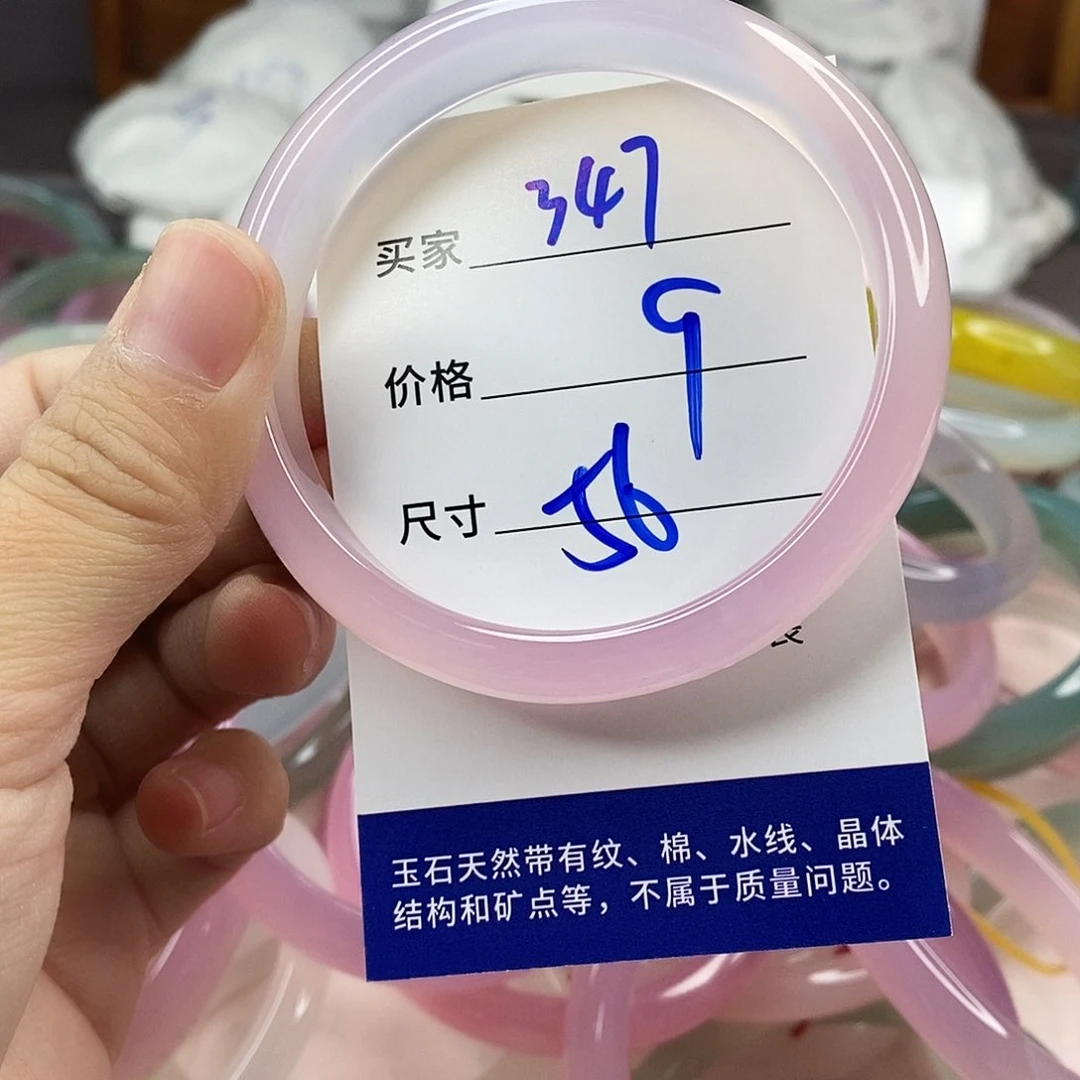 买家 347
价格 9
尺寸 56
玉石天然带有纹、棉、水线、晶体
结构和矿点等，不属于质量问题。